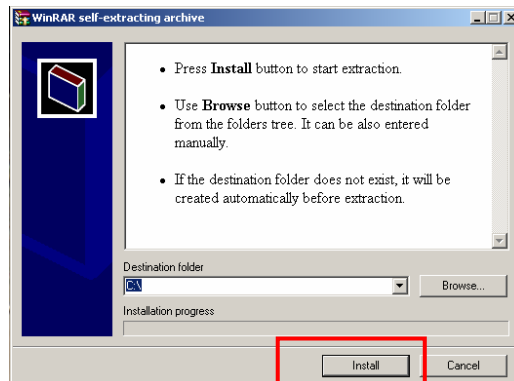 WinRAR self-extracting archive
• Press Install button to start extraction.
• Use Browse button to select the destination folder
from the folders tree. It can be also entered
manually.
• If the destination folder does not exist, it will be
created automatically before extraction.
Destination folder
C:\
Browse...
Installation progress
Install
Cancel